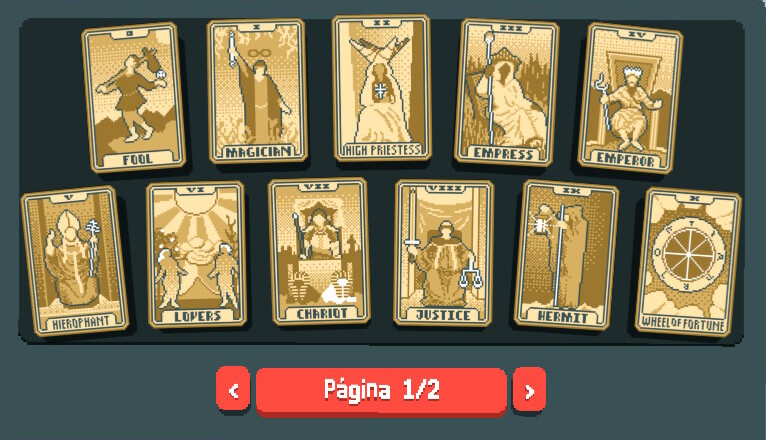 0
I
II
III
IV
FOOL
MAGICIAN
HIGH PRIESTESS
EMPRESS
EMPEROR
V
VI
VII
VIII
IX
X
HIEROPHANT
LOVERS
CHARIOT
JUSTICE
HERMIT
WHEEL OF FORTUNE
< Página 1/2 >